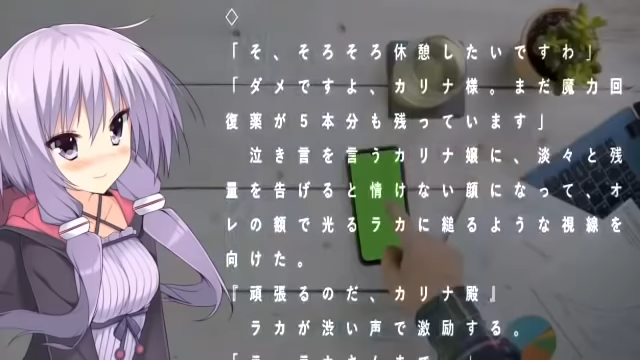 ◇
「そ、そろそろ休憩したいですわ」
「ダメですよ、カリナ様。まだ魔力回
復薬が５本分も残っています」
　泣き言を言うカリナ嬢に、淡々と残
量を告げると情けない顔になって、オ
レの額で光るラカに縋るような視線を
向けた。
『頑張るのだ、カリナ殿』
　ラカが渋い声で激励する。